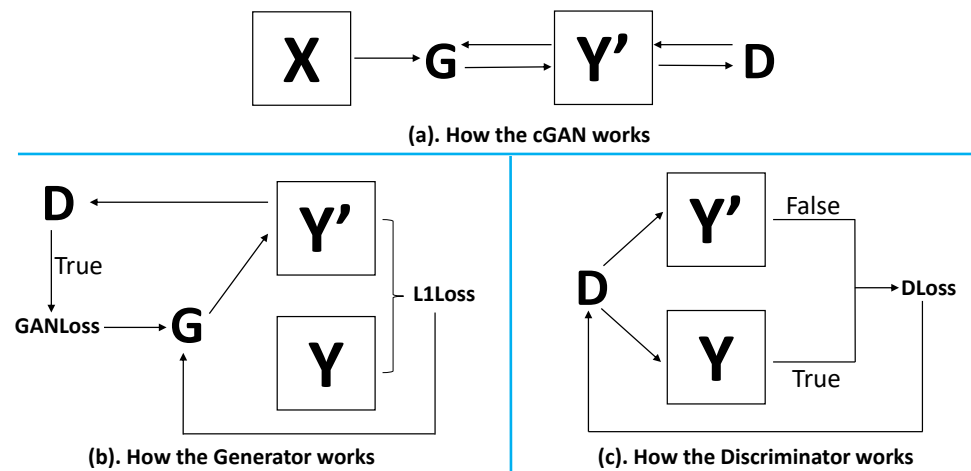 X G Y’ D
(a). How the cGAN works
D Y’
True
GANLoss G L1Loss
Y
(b). How the Generator works
Y’ False
D DLoss
Y True
(c). How the Discriminator works